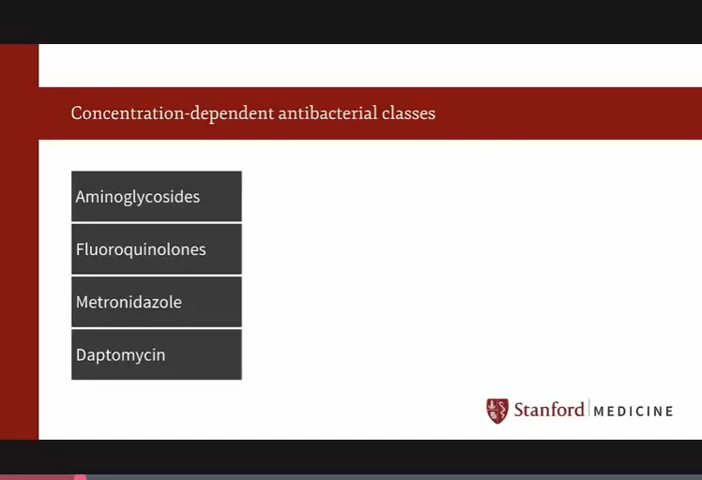 Concentration-dependent antibacterial classes
Aminoglycosides
Fluoroquinolones
Metronidazole
Daptomycin
Stanford MEDICINE